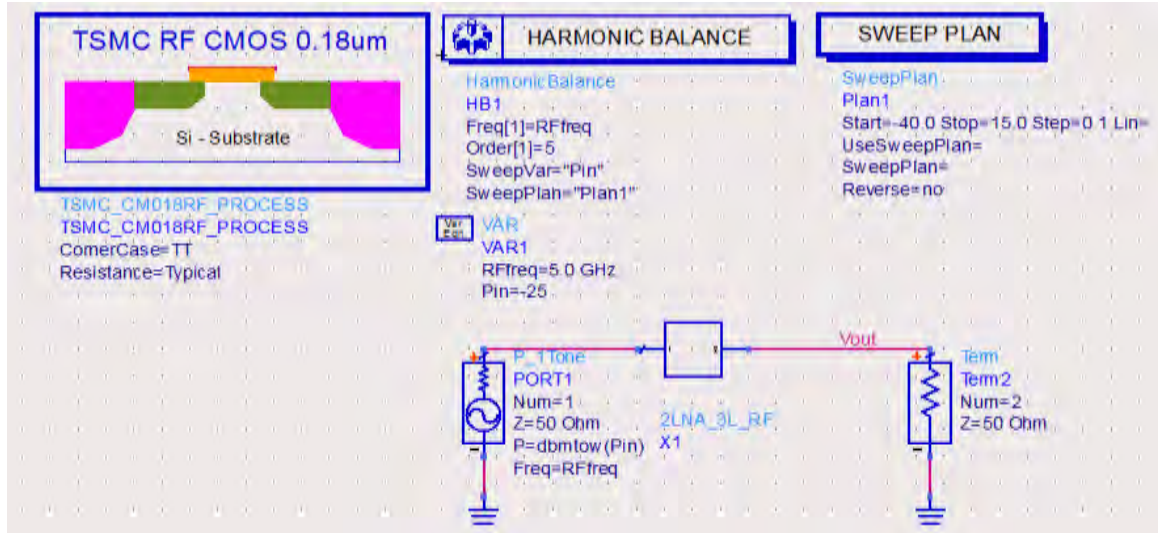 TSMC RF CMOS 0.18um
Si - Substrate
TSMC_CM018RF_PROCESS
TSMC_CM018RF_PROCESS
CornerCase=TT
Resistance=Typical
HARMONIC BALANCE
HarmonicBalance
HB1
Freq[1]=RFfreq
Order[1]=5
SweepVar="Pin"
SweepPlan="Plan1"
Var
Eqn
VAR
VAR1
RFfreq=5.0 GHz
Pin=-25
SWEEP PLAN
SweepPlan
Plan1
Start=-40.0 Stop=15.0 Step=0.1 Lin=
UseSweepPlan=
SweepPlan=
Reverse=no
P_1Tone
PORT1
Num=1
Z=50 Ohm
P=dbmtow(Pin)
Freq=RFfreq
2LNA_3L_RF
X1
Vout
Term
Term2
Num=2
Z=50 Ohm